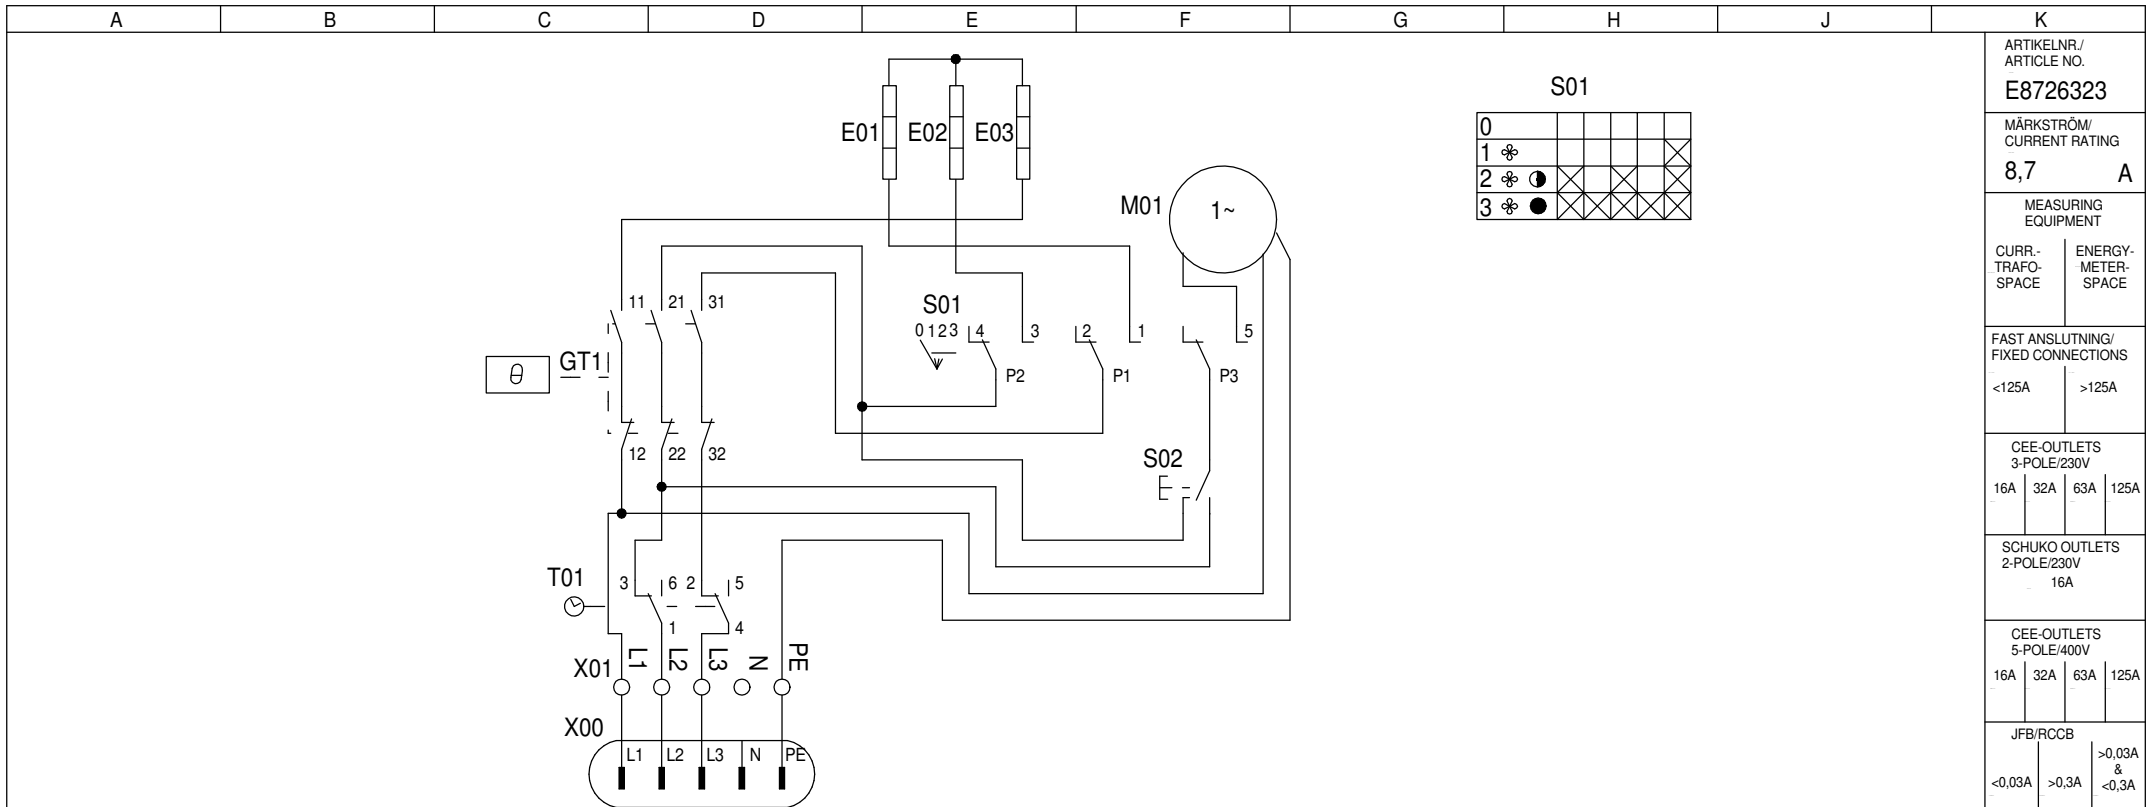 A B C D E F G H J K
ARTIKELNR./
ARTICLE NO.
E8726323
MÄRKSTRÖM/
CURRENT RATING
8,7 A
MEASURING
EQUIPMENT
CURR.-
TRAFO-
SPACE
ENERGY-
METER-
SPACE
FAST ANSLUTNING/
FIXED CONNECTIONS
<125A >125A
CEE-OUTLETS
3-POLE/230V
16A 32A 63A 125A
SCHUKO OUTLETS
2-POLE/230V
16A
CEE-OUTLETS
5-POLE/400V
16A 32A 63A 125A
JFB/RCCB
<0,03A >0,3A
>0,03A
&
<0,3A
S01
0
1
2
3
E01 E02 E03
M01 1~
11 21 31
S01
0 1 2 3 4 3 2 1 5
GT1
θ
P2 P1 P3
12 22 32
S02
T01
3 6 2 5
1 4
X01 L1 L2 L3 N PE
X00
L1 L2 L3 N PE